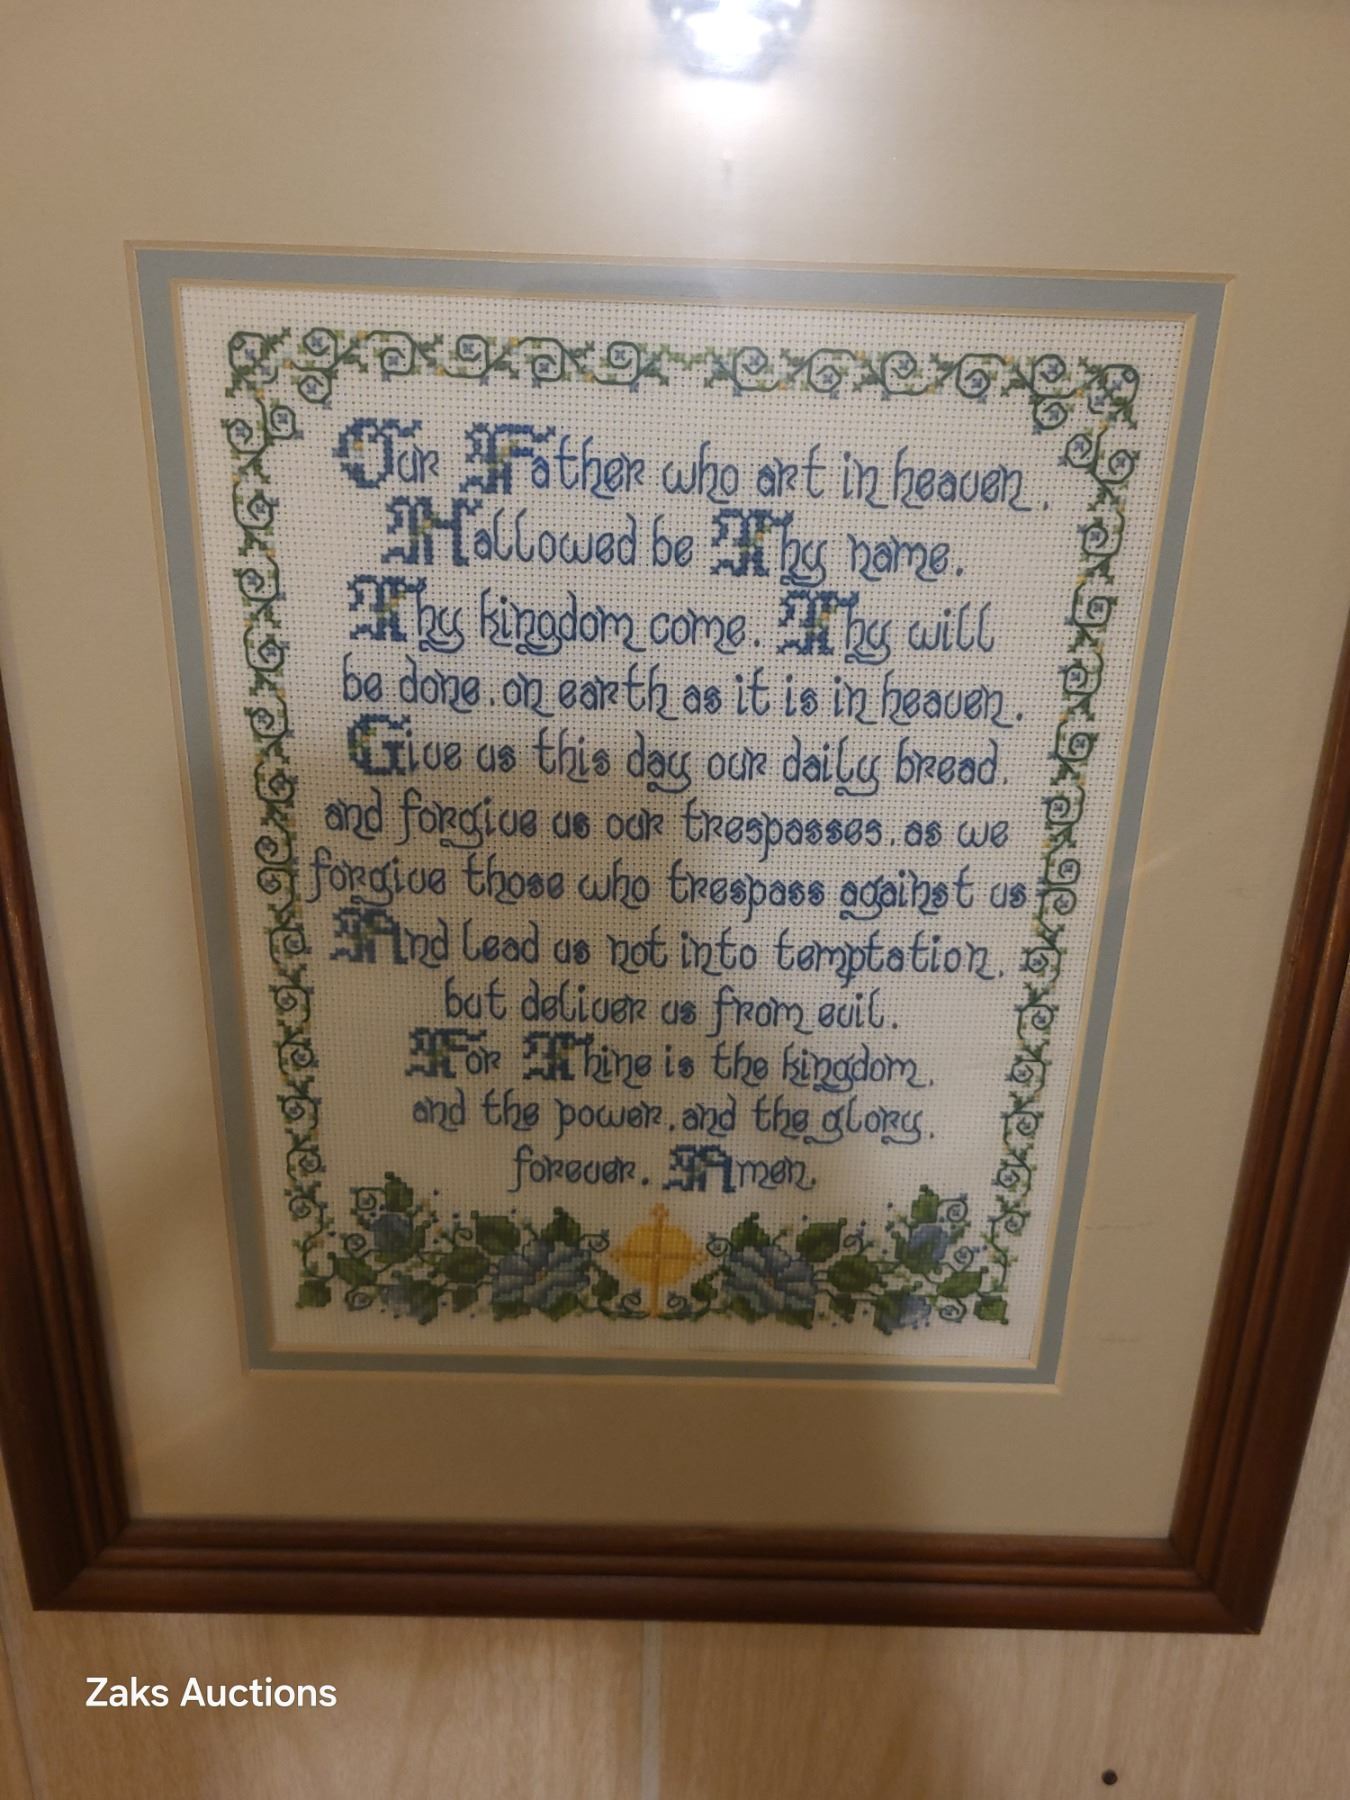 Our Father who art in heaven,
Hallowed be Thy name.
Thy kingdom come. Thy will
be done, on earth as it is in heaven.
Give us this day our daily bread,
and forgive us our trespasses, as we
forgive those who trespass against us.
And lead us not into temptation,
but deliver us from evil.
For Thine is the kingdom,
and the power, and the glory,
forever. Amen.
Zaks Auctions